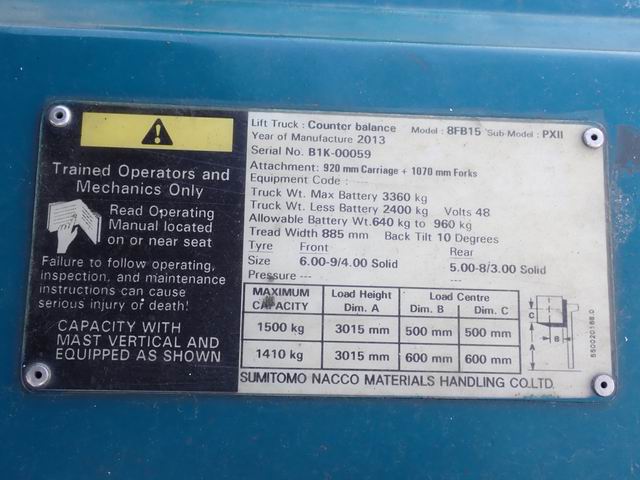 Trained Operators and
Mechanics Only
Read Operating
Manual located
on or near seat
Failure to follow operating,
inspection, and maintenance
instructions can cause
serious injury or death!
CAPACITY WITH
MAST VERTICAL AND
EQUIPPED AS SHOWN
Lift Truck : Counter balance Model : 8FB15 Sub-Model : PXII
Year of Manufacture 2013
Serial No. B1K-00059
Attachment: 920 mm Carriage + 1070 mm Forks
Equipment Code : ---
Truck Wt. Max Battery 3360 kg
Truck Wt. Less Battery 2400 kg Volts 48
Allowable Battery Wt. 640 kg to 960 kg
Tread Width 885 mm Back Tilt 10 Degrees
Tyre Front Rear
Size 6.00-9/4.00 Solid 5.00-8/3.00 Solid
Pressure --- ---
MAXIMUM CAPACITY Load Height Dim. A Load Centre Dim. B Dim. C
1500 kg 3015 mm 500 mm 500 mm
1410 kg 3015 mm 600 mm 600 mm
C
B
A
550020188.0
SUMITOMO NACCO MATERIALS HANDLING CO.LTD.